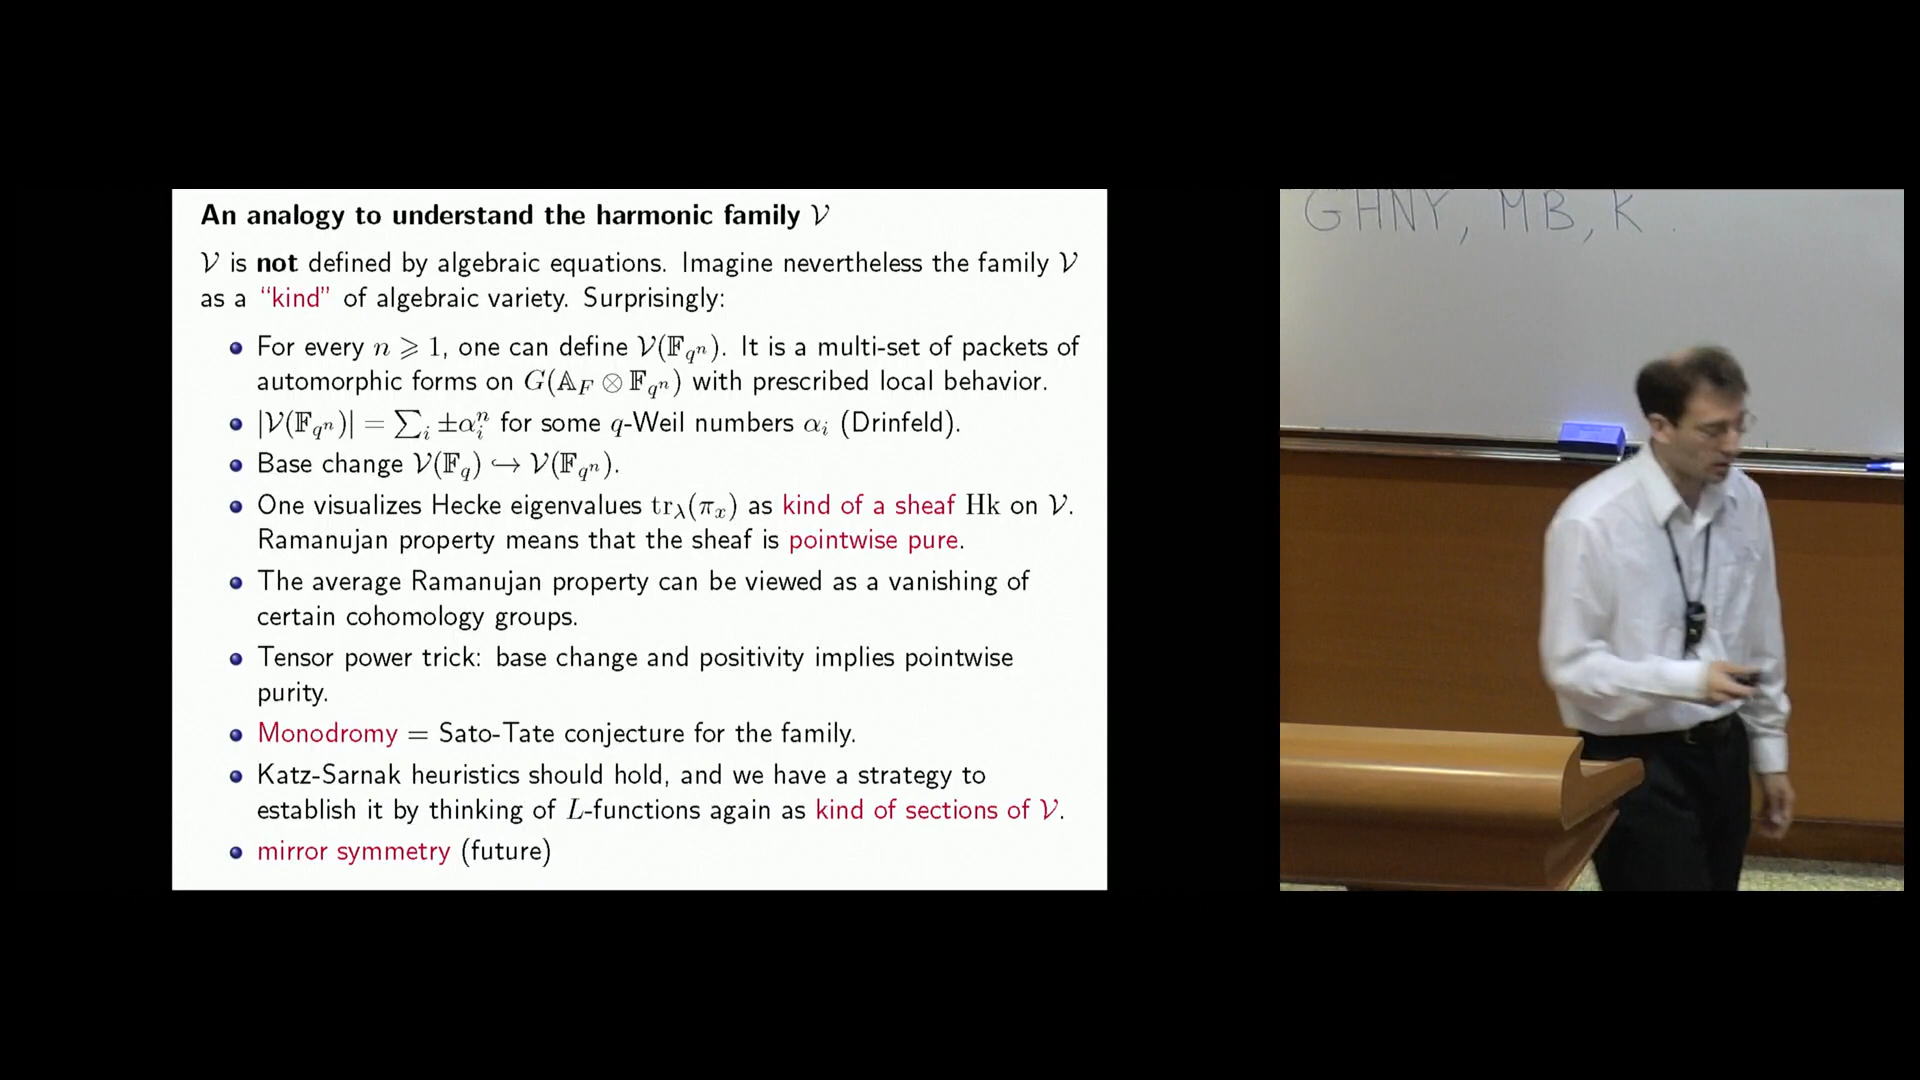 An analogy to understand the harmonic family 𝒱
𝒱 is not defined by algebraic equations. Imagine nevertheless the family 𝒱
as a “kind” of algebraic variety. Surprisingly:
• For every n ⩾ 1, one can define 𝒱(𝔽_{q^n}). It is a multi-set of packets of
automorphic forms on G(𝔸_F ⊗ 𝔽_{q^n}) with prescribed local behavior.
• |𝒱(𝔽_{q^n})| = ∑_i ±α_i^n for some q-Weil numbers α_i (Drinfeld).
• Base change 𝒱(𝔽_q) ↪ 𝒱(𝔽_{q^n}).
• One visualizes Hecke eigenvalues tr_λ(π_x) as kind of a sheaf Hk on 𝒱.
Ramanujan property means that the sheaf is pointwise pure.
• The average Ramanujan property can be viewed as a vanishing of
certain cohomology groups.
• Tensor power trick: base change and positivity implies pointwise
purity.
• Monodromy = Sato-Tate conjecture for the family.
• Katz-Sarnak heuristics should hold, and we have a strategy to
establish it by thinking of L-functions again as kind of sections of 𝒱.
• mirror symmetry (future)
GHNY, MB, K.